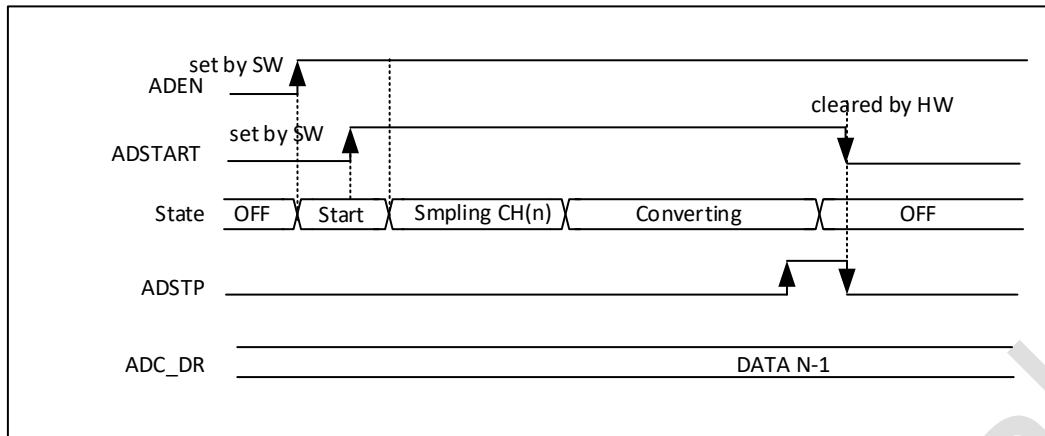 set by SW
ADEN
cleared by HW
set by SW
ADSTART
State OFF Start Smpling CH(n) Converting OFF
ADSTP
ADC_DR DATA N-1